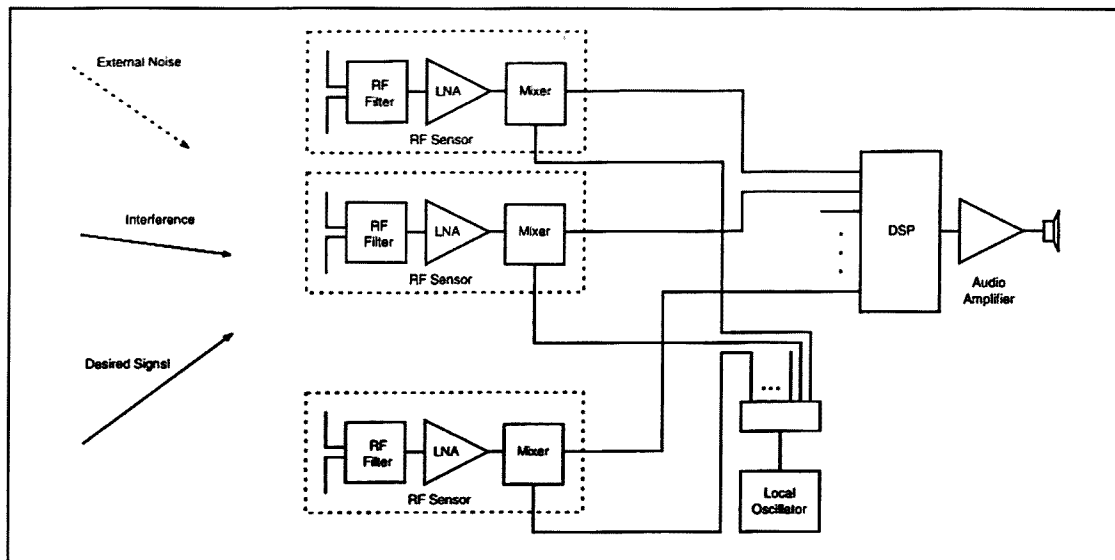 External Noise
Interference
Desired Signal
RF
Filter
LNA
Mixer
RF Sensor
RF
Filter
LNA
Mixer
RF Sensor
RF
Filter
LNA
Mixer
RF Sensor
DSP
Audio
Amplifier
...
Local
Oscillator